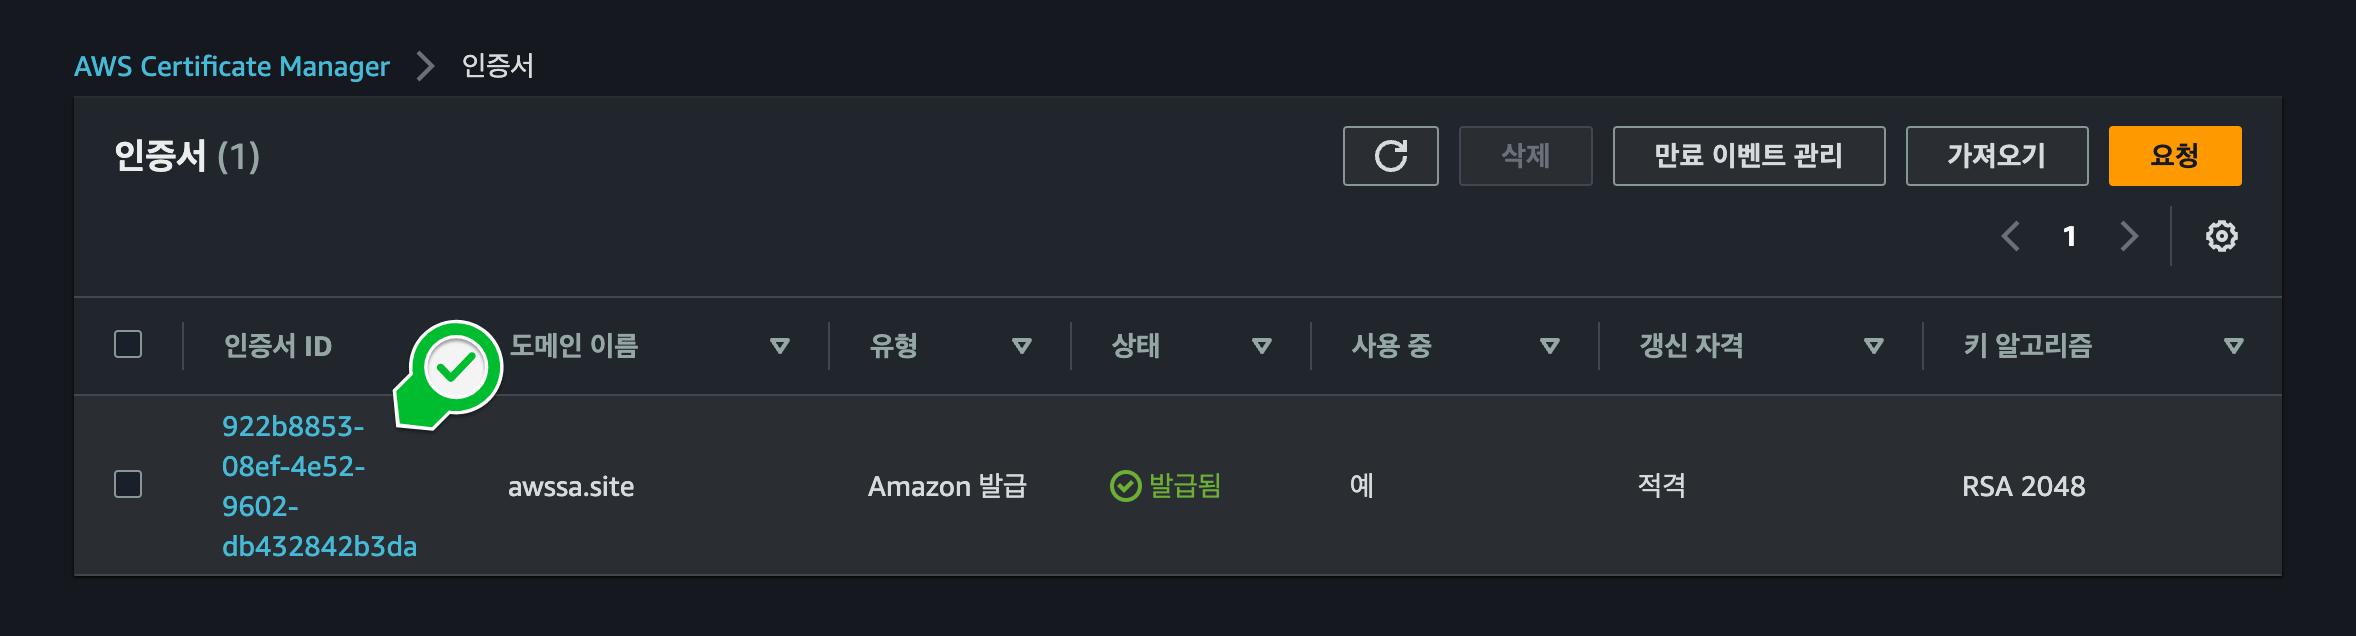 AWS Certificate Manager 인증서
인증서 (1)
삭제 만료 이벤트 관리 가져오기 요청
1
인증서 ID 도메인 이름 유형 상태 사용 중 갱신 자격 키 알고리즘
922b8853-
08ef-4e52-
9602-
db432842b3da
awssa.site Amazon 발급 발급됨 예 적격 RSA 2048